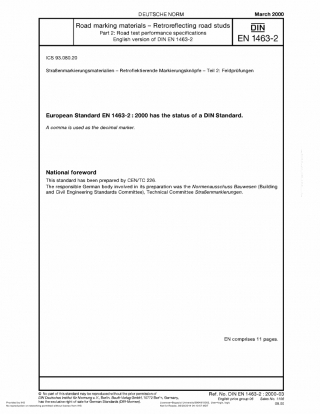 DEUTSCHE NORM
March 2000
Road marking materials – Retroreflecting road studs
Part 2: Road test performance specifications
English version of DIN EN 1463-2
DIN
EN 1463-2
ICS 93.080.20
Straßenmarkierungsmaterialien – Retroreflektierende Markierungsknöpfe – Teil 2: Feldprüfungen
European Standard EN 1463-2 : 2000 has the status of a DIN Standard.
A comma is used as the decimal marker.
National foreword
This standard has been prepared by CEN/TC 226.
The responsible German body involved in its preparation was the Normenausschuss Bauwesen (Building
and Civil Engineering Standards Committee), Technical Committee Straßenmarkierungen.
EN comprises 11 pages.
© No part of this standard may be reproduced without the prior permission of
DIN Deutsches Institut für Normung e. V., Berlin. Beuth Verlag GmbH, 10772 Berlin, Germany,
has the exclusive right of sale for German Standards (DIN-Normen).
Ref. No. DIN EN 1463-2 : 2000-03
English price group 08